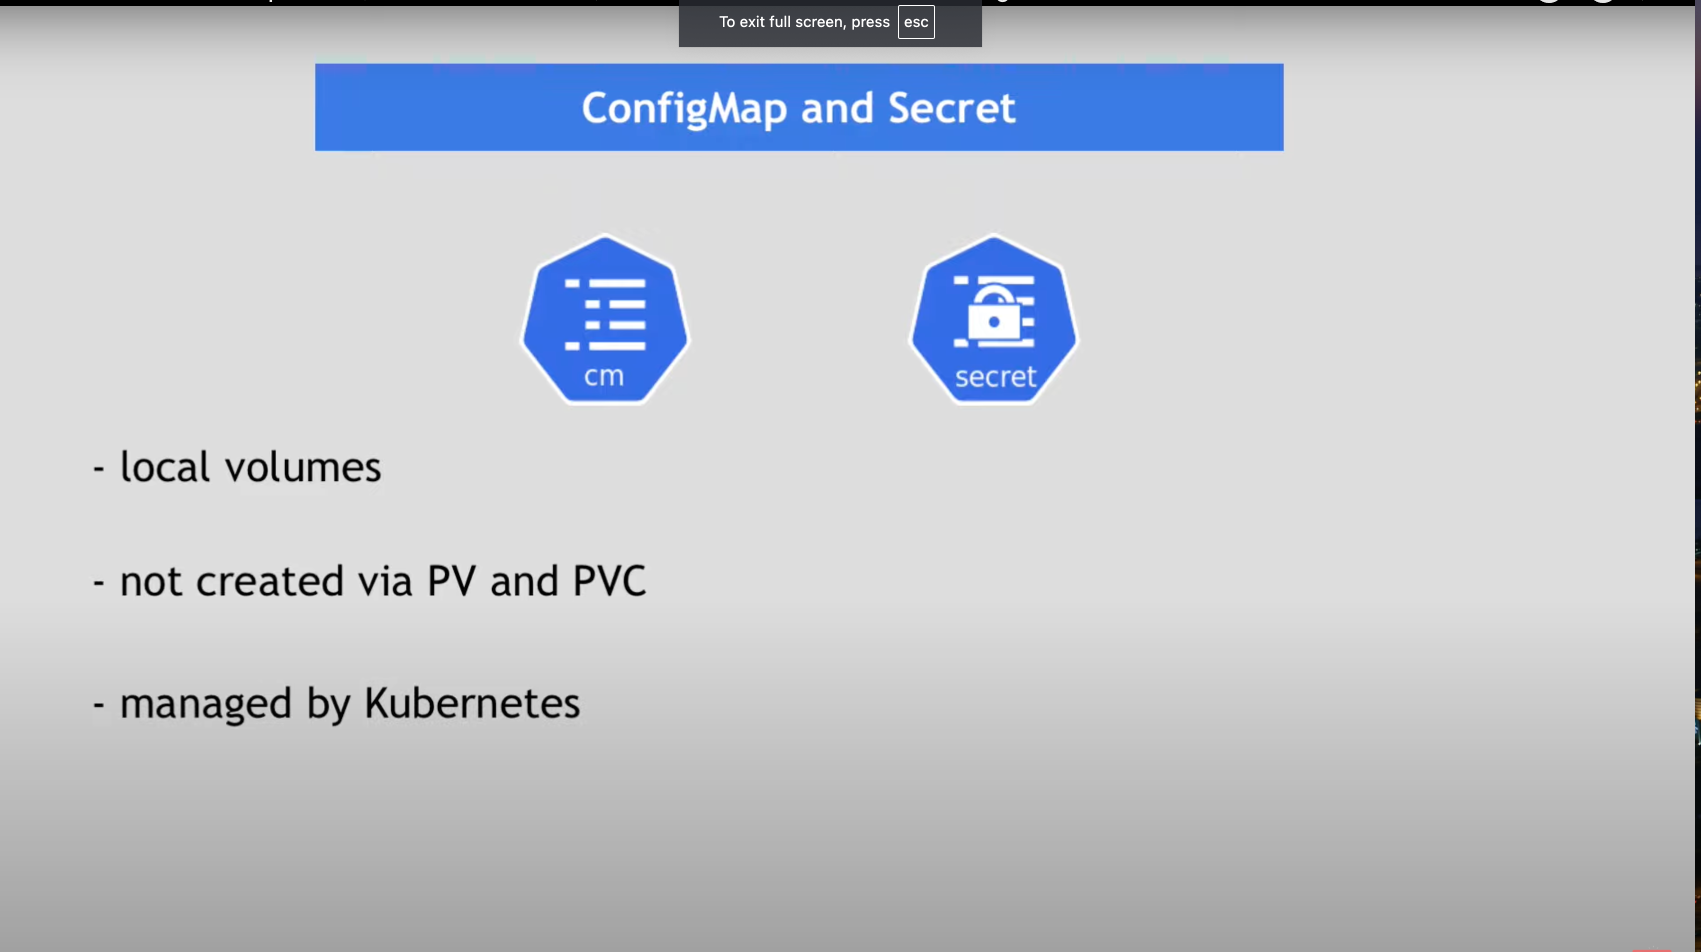 To exit full screen, press esc
ConfigMap and Secret
cm
secret
- local volumes
- not created via PV and PVC
- managed by Kubernetes